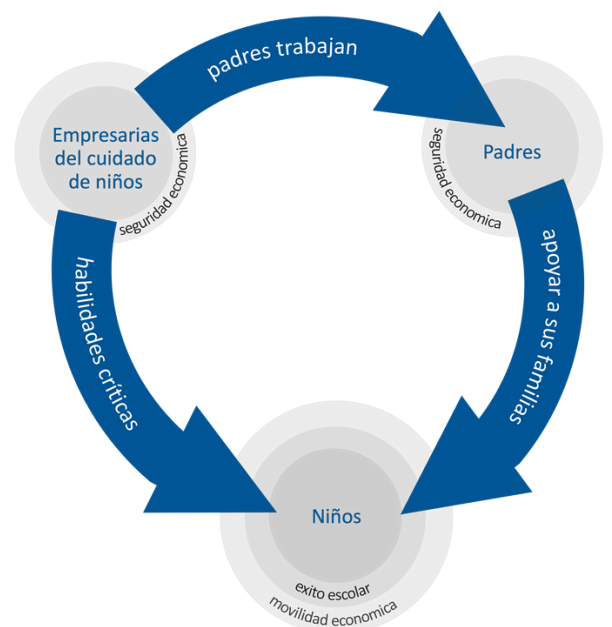 padres trabajan
Empresarias
del cuidado
de niños
seguridad economica
Padres
seguridad economica
habilidades críticas
apoyar a sus familias
Niños
exito escolar
movilidad economica